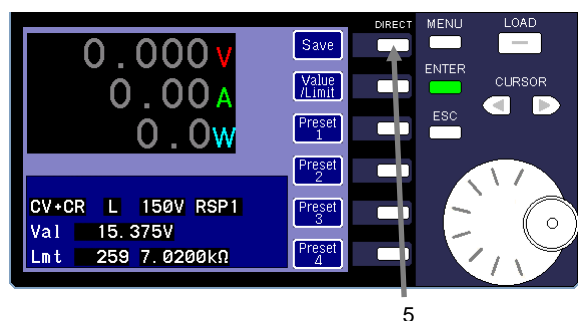 DIRECT
MENU
LOAD
ENTER
CURSOR
ESC
0.000V
0.00A
0.0W
Save
Value
/Limit
Preset
1
Preset
2
Preset
3
Preset
4
CV+CR L 150V RSP1
Val 15.375V
Lmt 259 7.0200kΩ
5